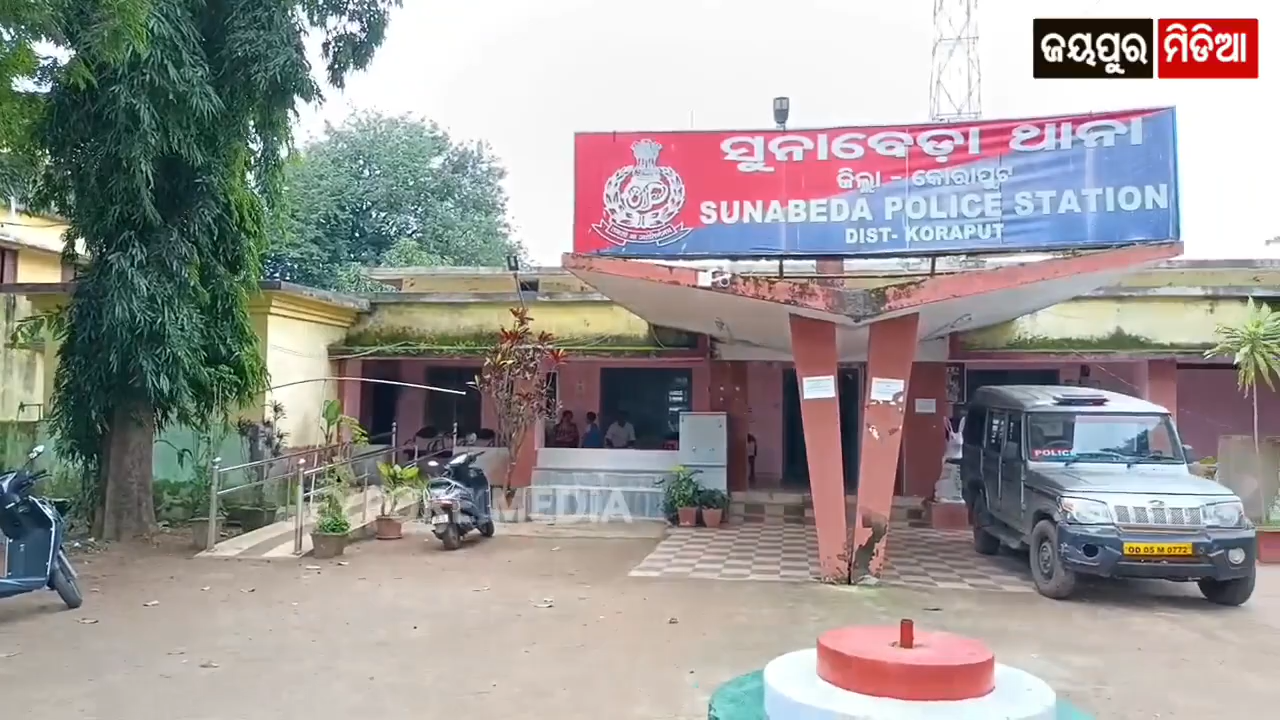 ଜୟପୁର ମିଡିଆ
ସୁନାବେଡ଼ା ଥାନା
ଜିଲ୍ଲା - କୋରାପୁଟ
SUNABEDA POLICE STATION
DIST- KORAPUT
POLICE
OD 05 M 0772
MEDIA